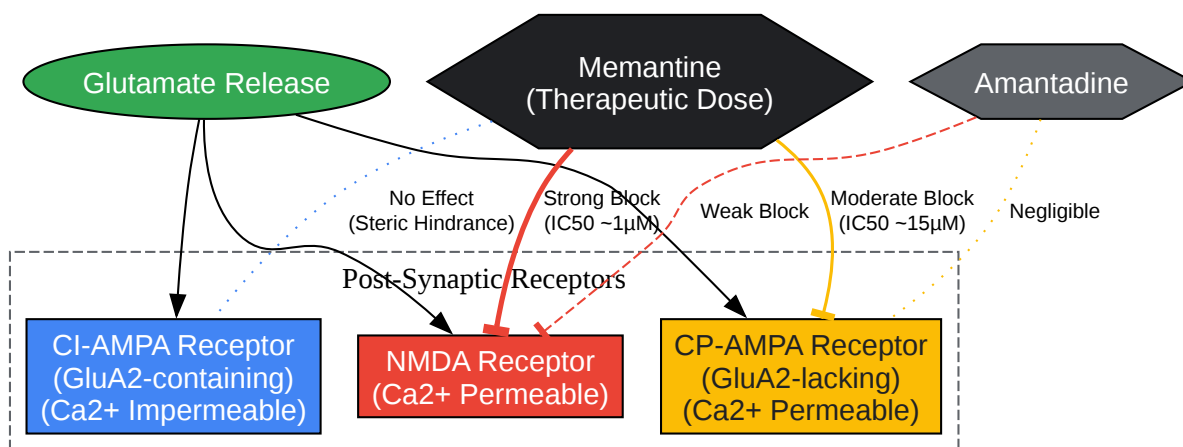 Glutamate Release
Memantine
(Therapeutic Dose)
Amantadine
No Effect
(Steric Hindrance)
Strong Block
(IC50 ~1µM)
Weak Block
Moderate Block
(IC50 ~15µM)
Negligible
Post-Synaptic Receptors
CI-AMPA Receptor
(GluA2-containing)
(Ca2+ Impermeable)
NMDA Receptor
(Ca2+ Permeable)
CP-AMPA Receptor
(GluA2-lacking)
(Ca2+ Permeable)